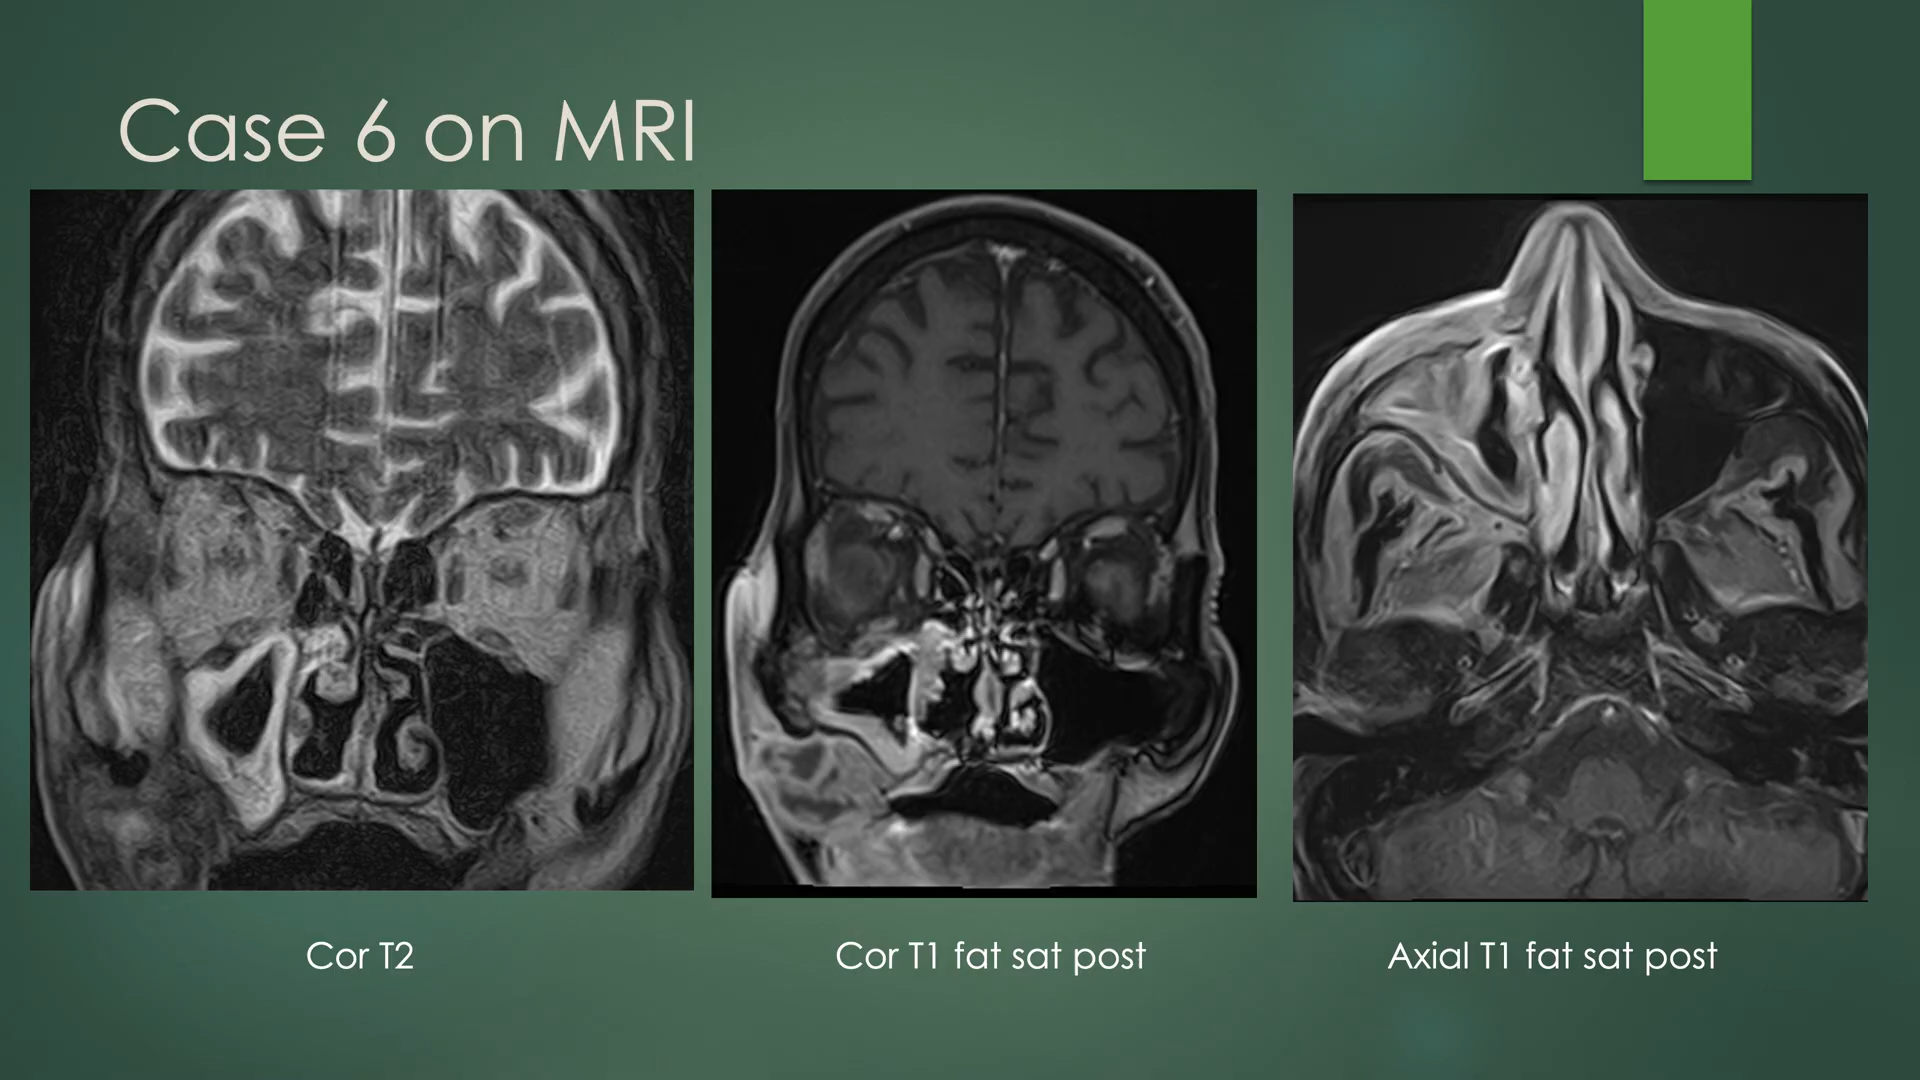 Case 6 on MRI
Cor T2
Cor T1 fat sat post
Axial T1 fat sat post